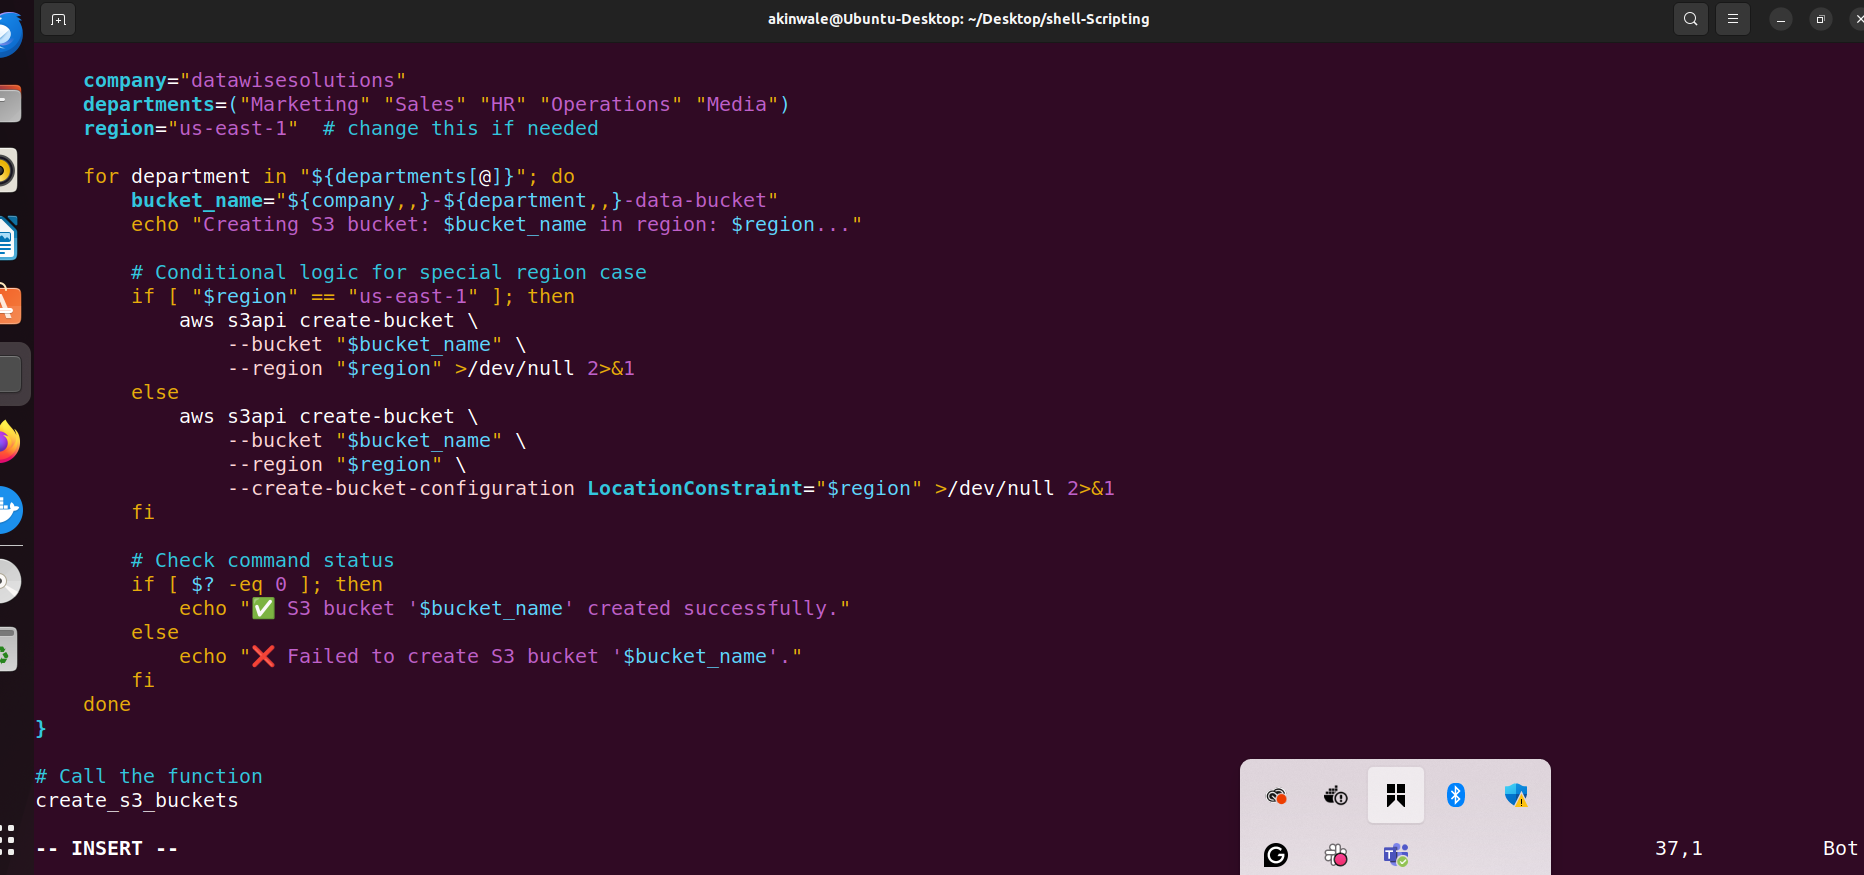 akinwale@Ubuntu-Desktop: ~/Desktop/shell-Scripting
    company="datawisesolutions"
    departments=("Marketing" "Sales" "HR" "Operations" "Media")
    region="us-east-1"  # change this if needed

    for department in "${departments[@]}"; do
        bucket_name="${company,,}-${department,,}-data-bucket"
        echo "Creating S3 bucket: $bucket_name in region: $region..."

        # Conditional logic for special region case
        if [ "$region" == "us-east-1" ]; then
            aws s3api create-bucket \
                --bucket "$bucket_name" \
                --region "$region" >/dev/null 2>&1
        else
            aws s3api create-bucket \
                --bucket "$bucket_name" \
                --region "$region" \
                --create-bucket-configuration LocationConstraint="$region" >/dev/null 2>&1
        fi

        # Check command status
        if [ $? -eq 0 ]; then
            echo "✅ S3 bucket '$bucket_name' created successfully."
        else
            echo "❌ Failed to create S3 bucket '$bucket_name'."
        fi
    done
}

# Call the function
create_s3_buckets

-- INSERT --
37,1
Bot